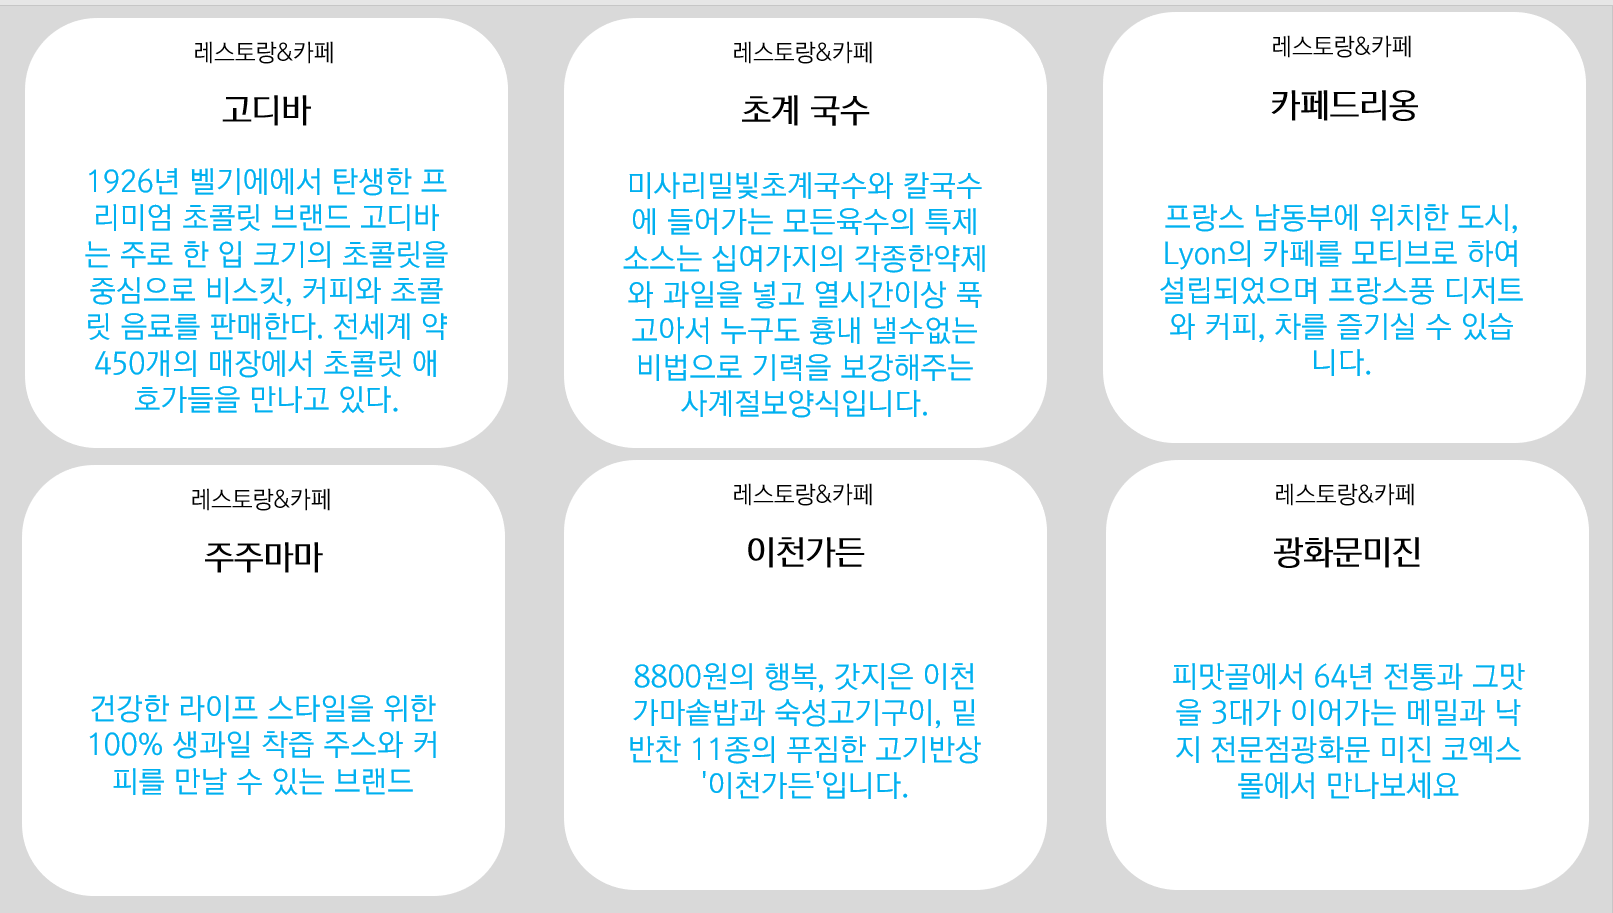 레스토랑&카페
고디바
1926년 벨기에에서 탄생한 프
리미엄 초콜릿 브랜드 고디바
는 주로 한 입 크기의 초콜릿을
중심으로 비스킷, 커피와 초콜
릿 음료를 판매한다. 전세계 약
450개의 매장에서 초콜릿 애
호가들을 만나고 있다.
레스토랑&카페
초계 국수
미사리밀빛초계국수와 칼국수
에 들어가는 모든육수의 특제
소스는 십여가지의 각종한약제
와 과일을 넣고 열시간이상 푹
고아서 누구도 흉내 낼수없는
비법으로 기력을 보강해주는
사계절보양식입니다.
레스토랑&카페
카페드리옹
프랑스 남동부에 위치한 도시,
Lyon의 카페를 모티브로 하여
설립되었으며 프랑스풍 디저트
와 커피, 차를 즐기실 수 있습
니다.
레스토랑&카페
주주마마
건강한 라이프 스타일을 위한
100% 생과일 착즙 주스와 커
피를 만날 수 있는 브랜드
레스토랑&카페
이천가든
8800원의 행복, 갓지은 이천
가마솥밥과 숙성고기구이, 밑
반찬 11종의 푸짐한 고기반상
'이천가든'입니다.
레스토랑&카페
광화문미진
피맛골에서 64년 전통과 그맛
을 3대가 이어가는 메밀과 낙
지 전문점광화문 미진 코엑스
몰에서 만나보세요